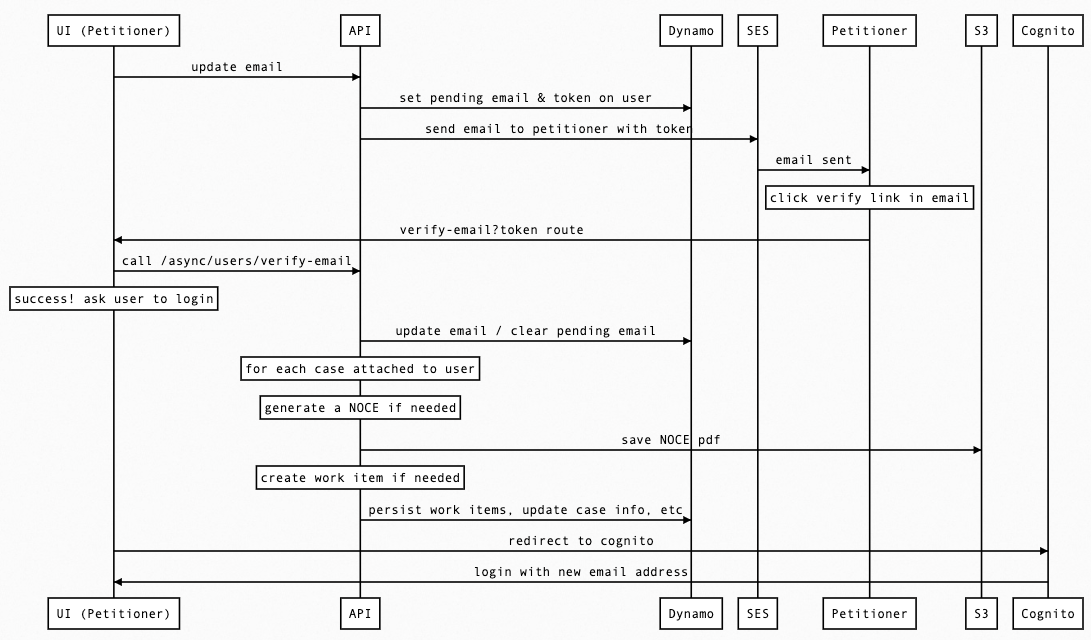 UI (Petitioner) API Dynamo SES Petitioner S3 Cognito
update email
set pending email & token on user
send email to petitioner with token
email sent
click verify link in email
verify-email?token route
call /async/users/verify-email
success! ask user to login
update email / clear pending email
for each case attached to user
generate a NOCE if needed
save NOCE pdf
create work item if needed
persist work items, update case info, etc
redirect to cognito
login with new email address
UI (Petitioner) API Dynamo SES Petitioner S3 Cognito